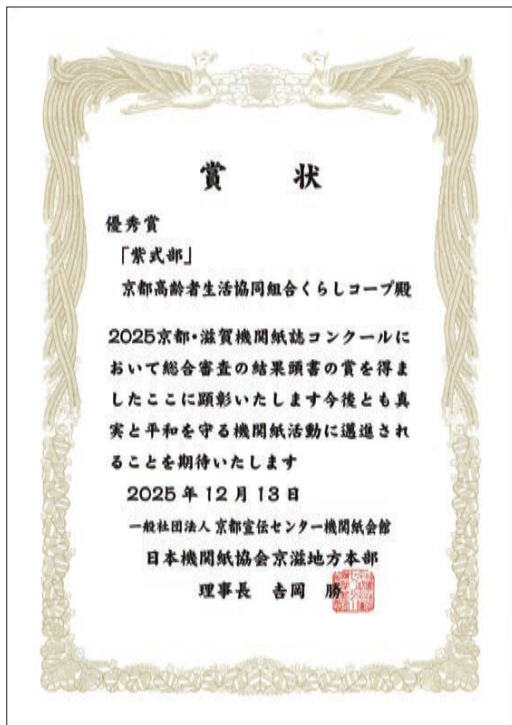 賞　状
優秀賞
「紫式部」
京都高齢者生活協同組合くらしコープ殿
2025京都・滋賀機関紙誌コンクールに
おいて総合審査の結果頭書の賞を得ま
したここに顕彰いたします今後とも真
実と平和を守る機関紙活動に邁進され
ることを期待いたします
2025年12月13日
一般社団法人 京都宣伝センター機関紙会館
日本機関紙協会京滋地方本部
理事長　吉岡　勝